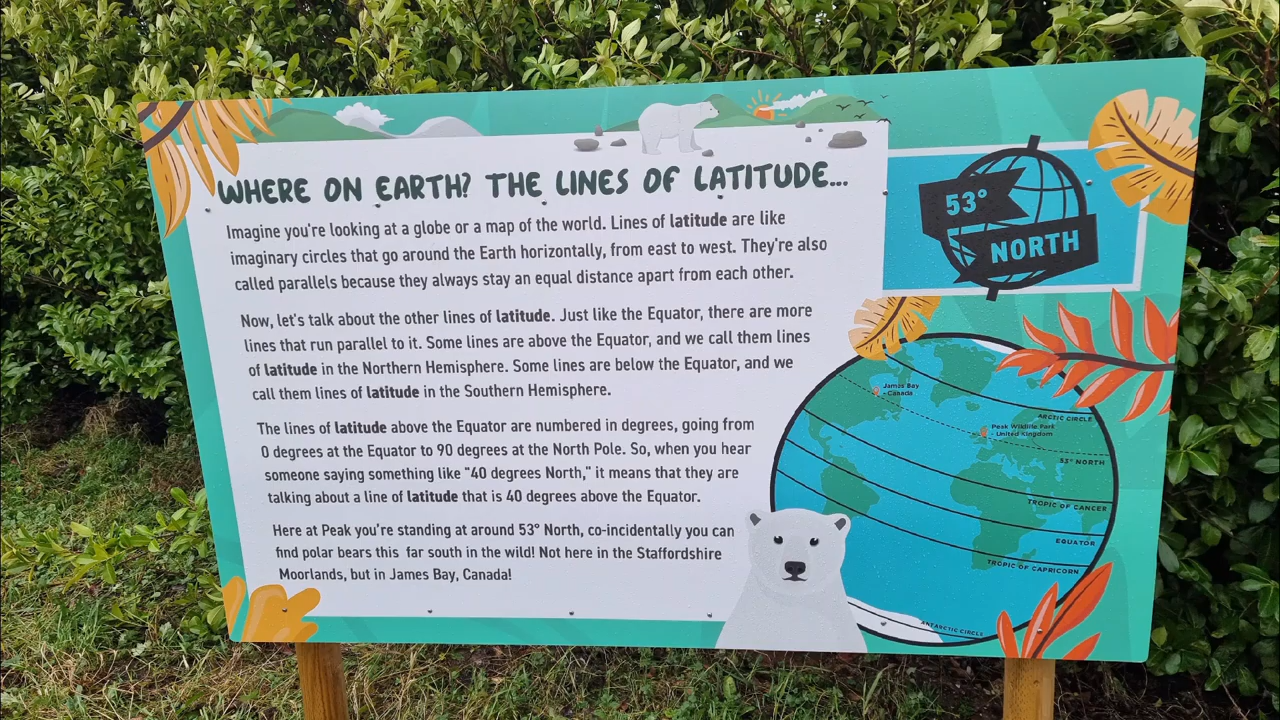 WHERE ON EARTH? THE LINES OF LATITUDE...
Imagine you're looking at a globe or a map of the world. Lines of latitude are like
imaginary circles that go around the Earth horizontally, from east to west. They're also
called parallels because they always stay an equal distance apart from each other.
Now, let's talk about the other lines of latitude. Just like the Equator, there are more
lines that run parallel to it. Some lines are above the Equator, and we call them lines
of latitude in the Northern Hemisphere. Some lines are below the Equator, and we
call them lines of latitude in the Southern Hemisphere.
The lines of latitude above the Equator are numbered in degrees, going from
0 degrees at the Equator to 90 degrees at the North Pole. So, when you hear
someone saying something like "40 degrees North," it means that they are
talking about a line of latitude that is 40 degrees above the Equator.
Here at Peak you're standing at around 53° North, co-incidentally you can
find polar bears this far south in the wild! Not here in the Staffordshire
Moorlands, but in James Bay, Canada!
53°
NORTH
James Bay
- Canada
ARCTIC CIRCLE
Peak Wildlife Park
- United Kingdom
53° NORTH
TROPIC OF CANCER
EQUATOR
TROPIC OF CAPRICORN
ANTARCTIC CIRCLE